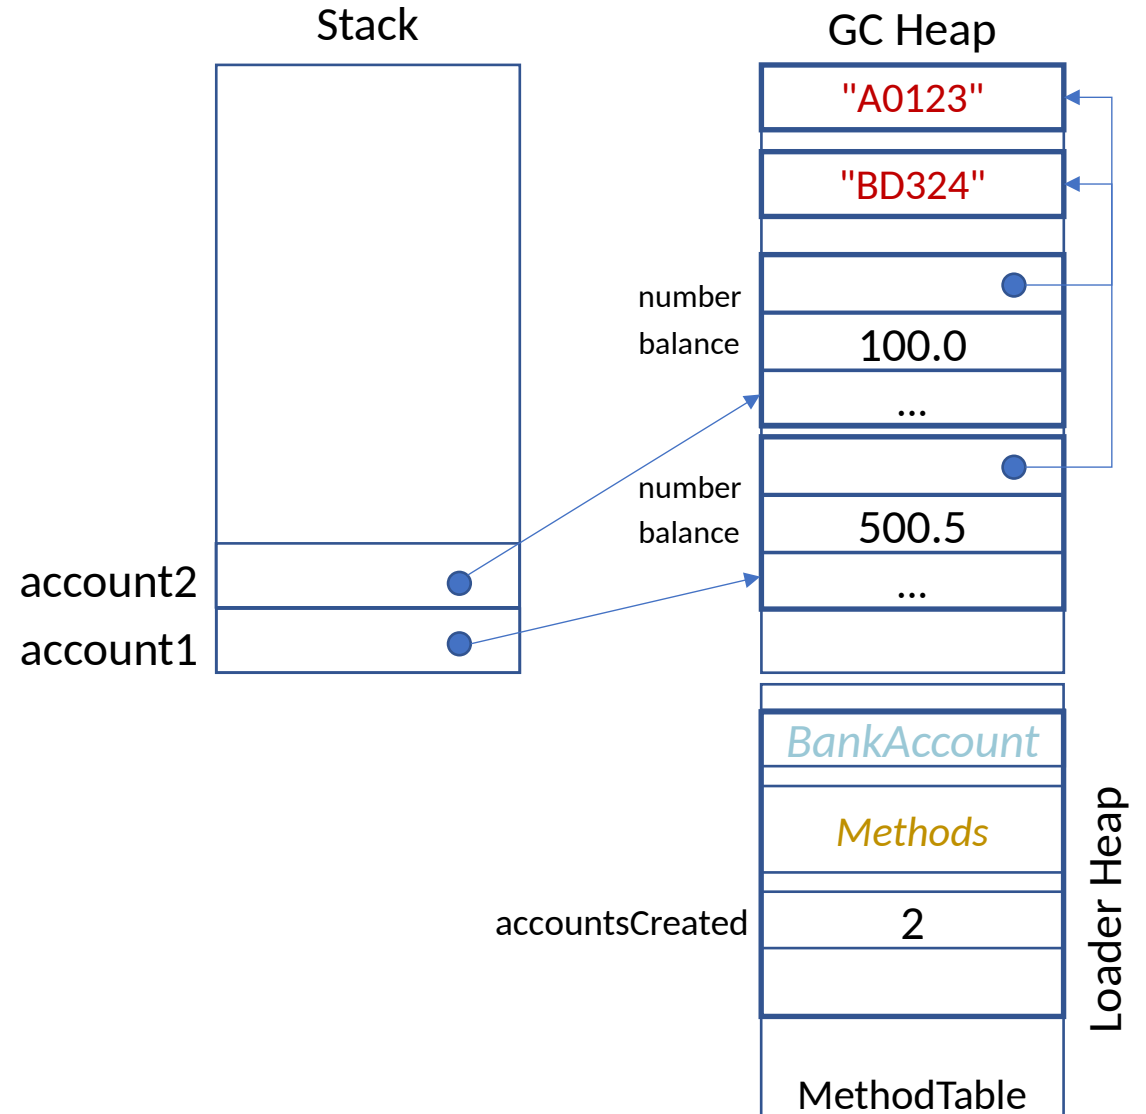 Stack
GC Heap
"A0123"
"BD324"
number
balance
100.0
...
number
balance
500.5
...
account2
account1
BankAccount
Methods
accountsCreated
2
Loader Heap
MethodTable